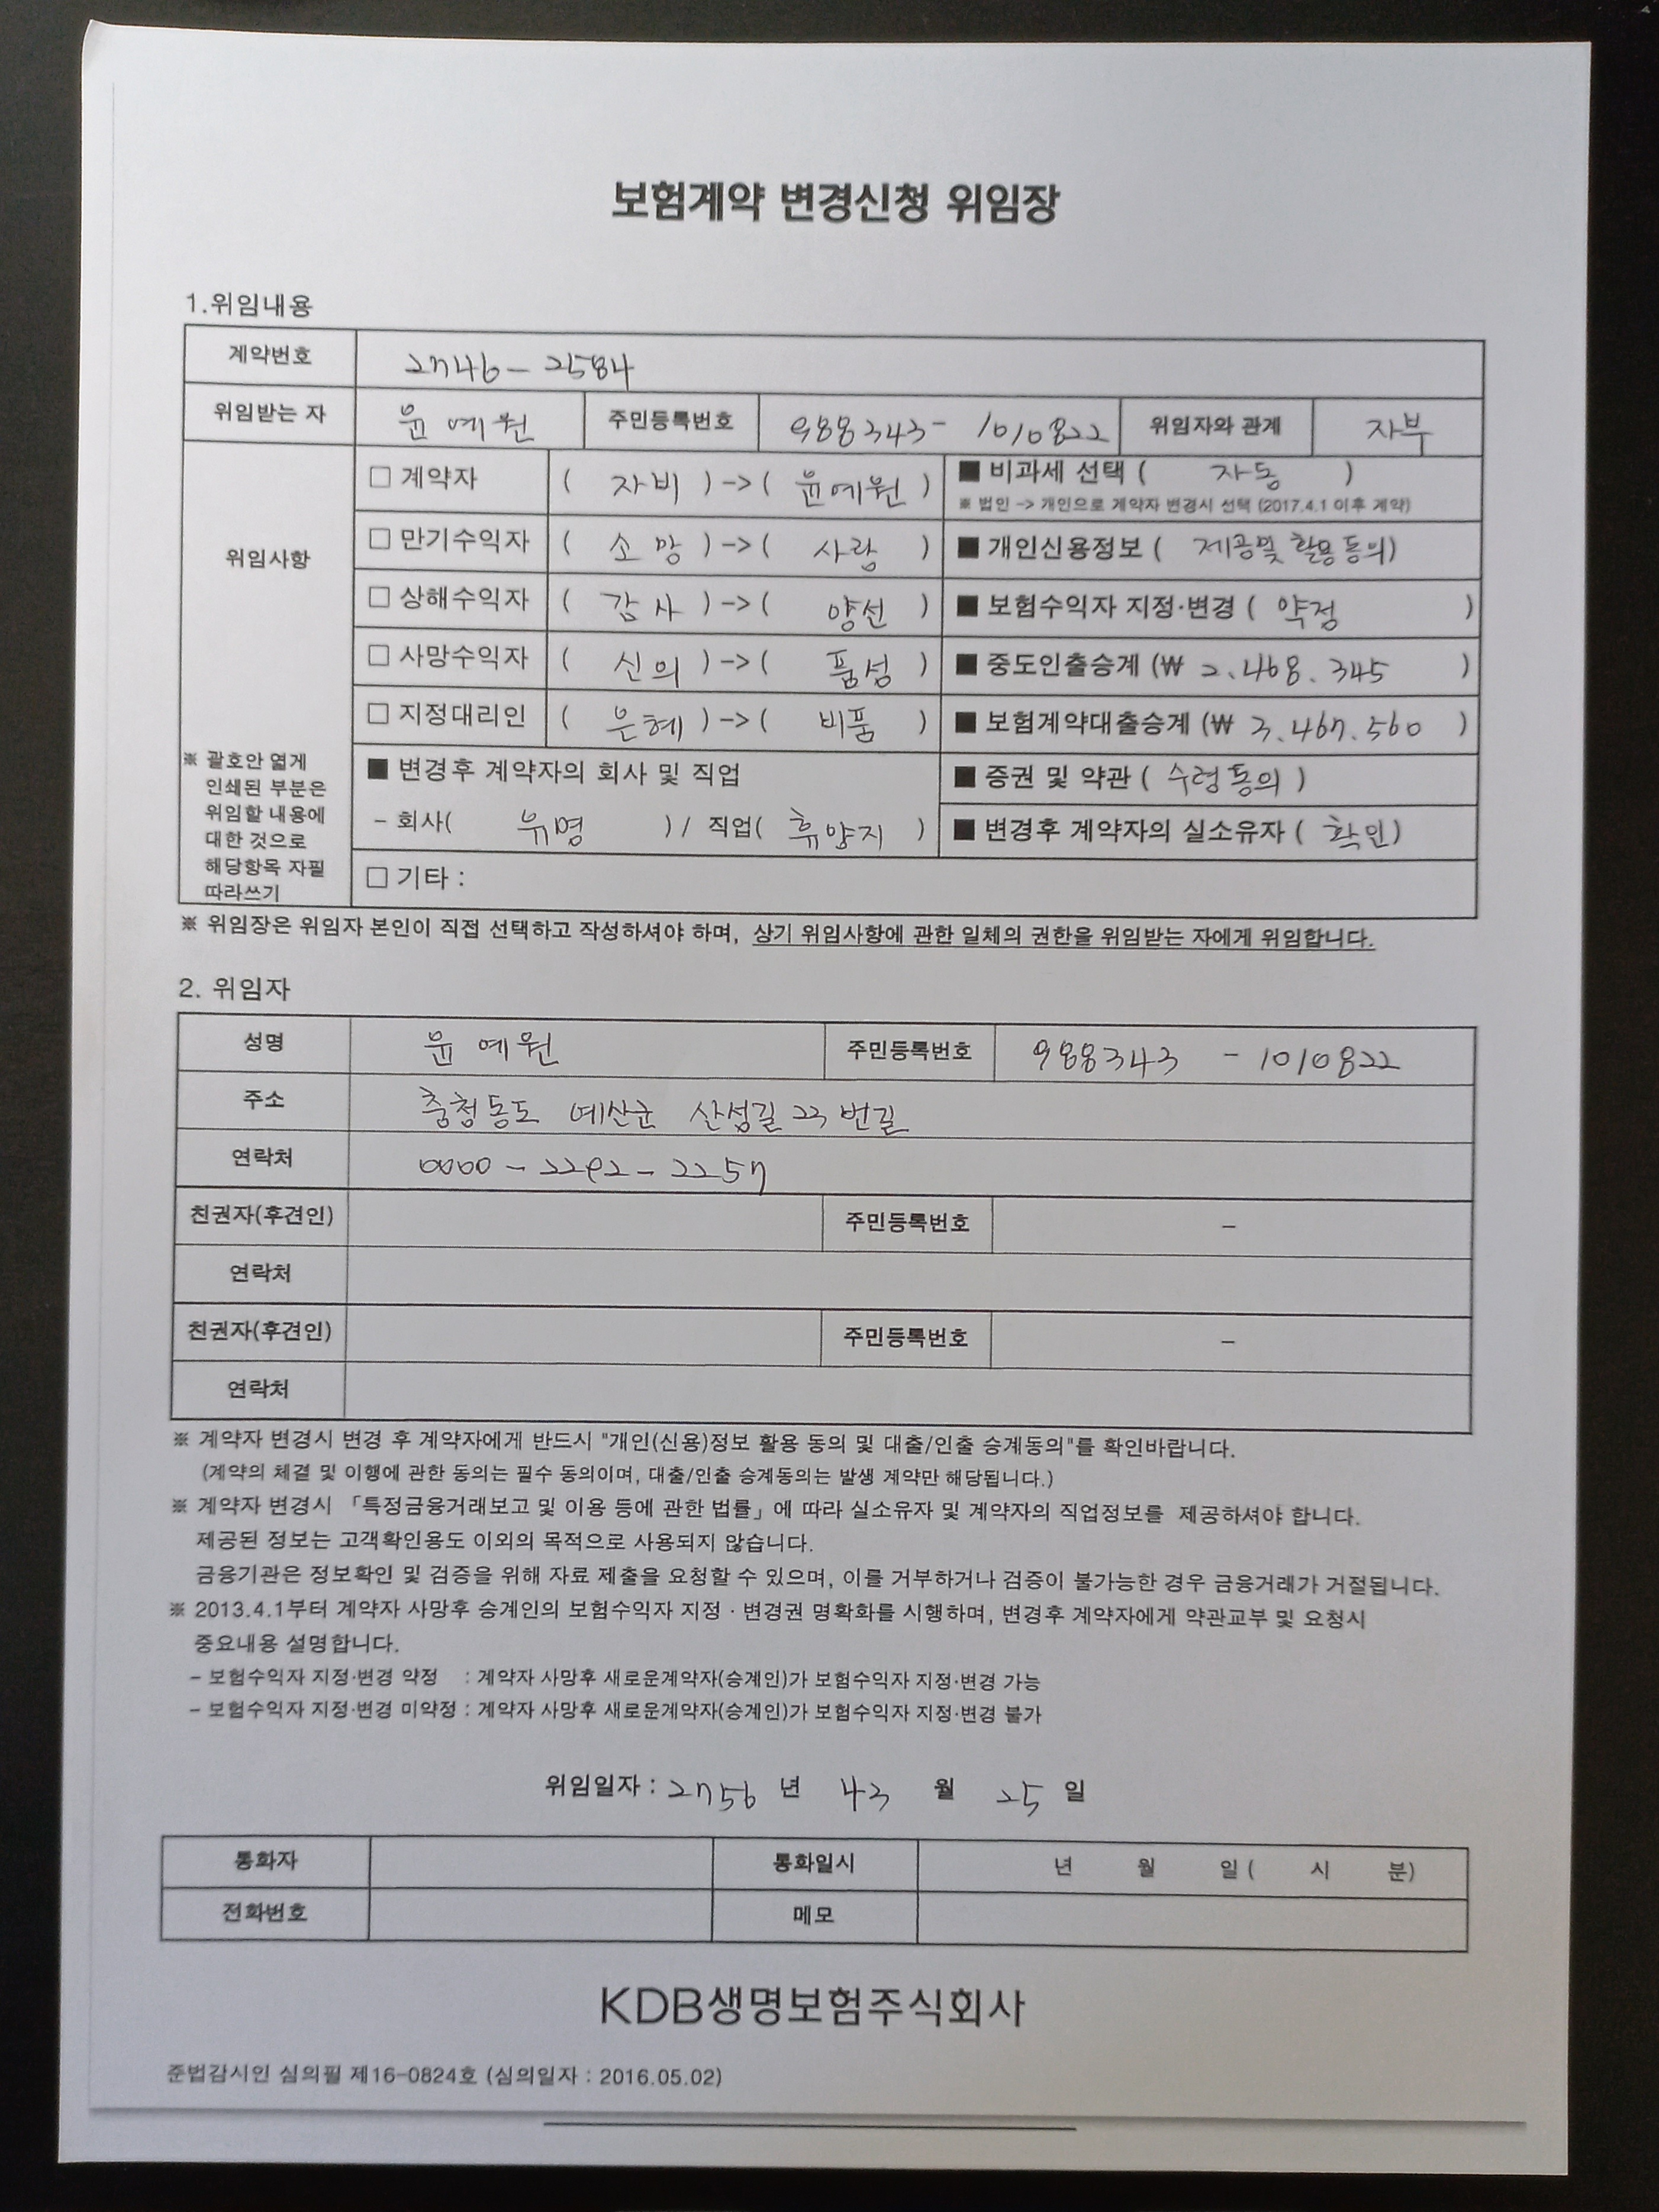 보험계약 변경신청 위임장
1.위임내용
계약번호 2746-2584
위임받는 자 윤예원 주민등록번호 988343- 1010822 위임자와 관계 자부
위임사항
□ 계약자 ( 자비 ) -> ( 윤예원 ) ■ 비과세 선택 ( 자동 )
※ 법인 -> 개인으로 계약자 변경시 선택 (2017.4.1 이후 계약)
□ 만기수익자 ( 소망 ) -> ( 사랑 ) ■ 개인신용정보 ( 제공및 활용동의)
□ 상해수익자 ( 감사 ) -> ( 양선 ) ■ 보험수익자 지정·변경 ( 약정 )
□ 사망수익자 ( 신의 ) -> ( 품성 ) ■ 중도인출승계 (₩ 2.468.345 )
□ 지정대리인 ( 은혜 ) -> ( 비품 ) ■ 보험계약대출승계 (₩ 3.467.560 )
■ 변경후 계약자의 회사 및 직업 ■ 증권 및 약관 ( 수령동의 )
- 회사( 위명 ) / 직업( 휴양지 ) ■ 변경후 계약자의 실소유자 ( 확인)
□ 기타 :
※ 괄호안 엷게
인쇄된 부분은
위임할 내용에
대한 것으로
해당항목 자필
따라쓰기
※ 위임장은 위임자 본인이 직접 선택하고 작성하셔야 하며, 상기 위임사항에 관한 일체의 권한을 위임받는 자에게 위임합니다.
2. 위임자
성명 윤예원 주민등록번호 988343 - 1010822
주소 충청동도 예산군 산성길 23 번길
연락처 0000 - 2292 - 2257
친권자(후견인) 주민등록번호 -
연락처
친권자(후견인) 주민등록번호 -
연락처
※ 계약자 변경시 변경 후 계약자에게 반드시 "개인(신용)정보 활용 동의 및 대출/인출 승계동의"를 확인바랍니다.
(계약의 체결 및 이행에 관한 동의는 필수 동의이며, 대출/인출 승계동의는 발생 계약만 해당됩니다.)
※ 계약자 변경시 「특정금융거래보고 및 이용 등에 관한 법률」에 따라 실소유자 및 계약자의 직업정보를 제공하셔야 합니다.
제공된 정보는 고객확인용도 이외의 목적으로 사용되지 않습니다.
금융기관은 정보확인 및 검증을 위해 자료 제출을 요청할 수 있으며, 이를 거부하거나 검증이 불가능한 경우 금융거래가 거절됩니다.
※ 2013.4.1부터 계약자 사망후 승계인의 보험수익자 지정 · 변경권 명확화를 시행하며, 변경후 계약자에게 약관교부 및 요청시
중요내용 설명합니다.
- 보험수익자 지정·변경 약정 : 계약자 사망후 새로운계약자(승계인)가 보험수익자 지정·변경 가능
- 보험수익자 지정·변경 미약정 : 계약자 사망후 새로운계약자(승계인)가 보험수익자 지정·변경 불가
위임일자 : 2756 년 43 월 25 일
통화자 통화일시 년 월 일 ( 시 분)
전화번호 메모
KDB생명보험주식회사
준법감시인 심의필 제16-0824호 (심의일자 : 2016.05.02)